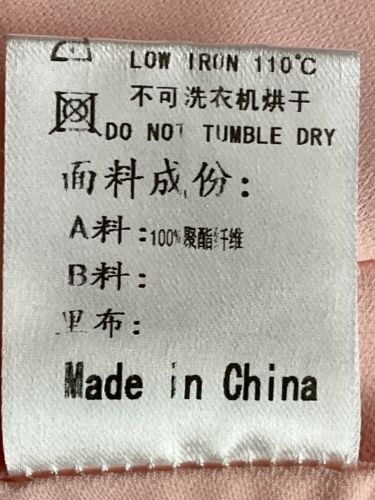 LOW IRON 110°C
不可洗衣机烘干
DO NOT TUMBLE DRY
面料成份:
A料:100%聚酯纤维
B料:
里布:
Made in China